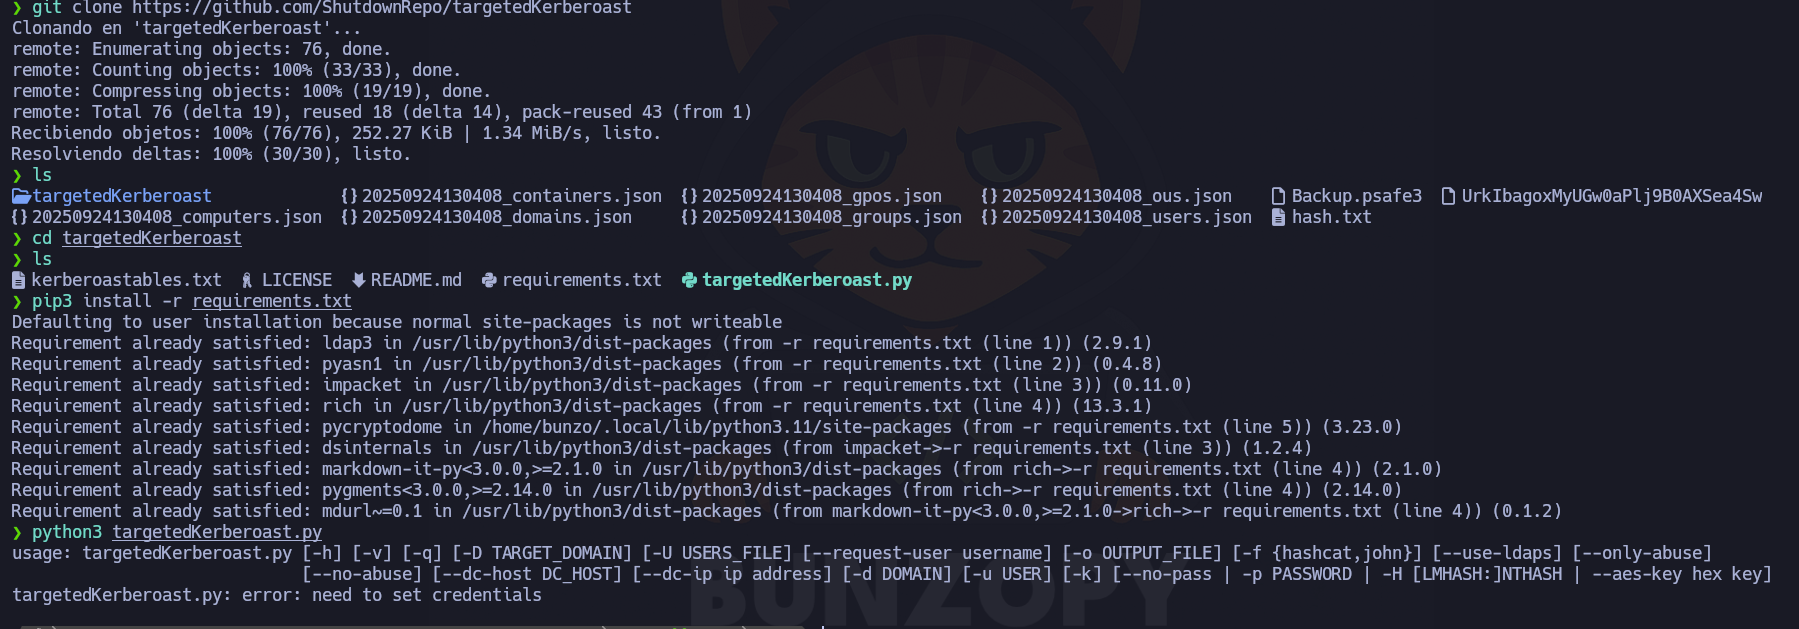 ❯ git clone https://github.com/ShutdownRepo/targetedKerberoast
Clonando en 'targetedKerberoast'...
remote: Enumerating objects: 76, done.
remote: Counting objects: 100% (33/33), done.
remote: Compressing objects: 100% (19/19), done.
remote: Total 76 (delta 19), reused 18 (delta 14), pack-reused 43 (from 1)
Recibiendo objetos: 100% (76/76), 252.27 KiB | 1.34 MiB/s, listo.
Resolviendo deltas: 100% (30/30), listo.
❯ ls
targetedKerberoast {} 20250924130408_containers.json {} 20250924130408_gpos.json {} 20250924130408_ous.json Backup.psafe3 UrkIbagoxMyUGw0aPlj9B0AXSea4Sw
{} 20250924130408_computers.json {} 20250924130408_domains.json {} 20250924130408_groups.json {} 20250924130408_users.json hash.txt
❯ cd targetedKerberoast
❯ ls
kerberoastables.txt LICENSE README.md requirements.txt targetedKerberoast.py
❯ pip3 install -r requirements.txt
Defaulting to user installation because normal site-packages is not writeable
Requirement already satisfied: ldap3 in /usr/lib/python3/dist-packages (from -r requirements.txt (line 1)) (2.9.1)
Requirement already satisfied: pyasn1 in /usr/lib/python3/dist-packages (from -r requirements.txt (line 2)) (0.4.8)
Requirement already satisfied: impacket in /usr/lib/python3/dist-packages (from -r requirements.txt (line 3)) (0.11.0)
Requirement already satisfied: rich in /usr/lib/python3/dist-packages (from -r requirements.txt (line 4)) (13.3.1)
Requirement already satisfied: pycryptodome in /home/bunzo/.local/lib/python3.11/site-packages (from -r requirements.txt (line 5)) (3.23.0)
Requirement already satisfied: dsinternals in /usr/lib/python3/dist-packages (from impacket->-r requirements.txt (line 3)) (1.2.4)
Requirement already satisfied: markdown-it-py<3.0.0,>=2.1.0 in /usr/lib/python3/dist-packages (from rich->-r requirements.txt (line 4)) (2.1.0)
Requirement already satisfied: pygments<3.0.0,>=2.14.0 in /usr/lib/python3/dist-packages (from rich->-r requirements.txt (line 4)) (2.14.0)
Requirement already satisfied: mdurl~=0.1 in /usr/lib/python3/dist-packages (from markdown-it-py<3.0.0,>=2.1.0->rich->-r requirements.txt (line 4)) (0.1.2)
❯ python3 targetedKerberoast.py
usage: targetedKerberoast.py [-h] [-v] [-q] [-D TARGET_DOMAIN] [-U USERS_FILE] [--request-user username] [-o OUTPUT_FILE] [-f {hashcat,john}] [--use-ldaps] [--only-abuse]
[--no-abuse] [--dc-host DC_HOST] [--dc-ip ip address] [-d DOMAIN] [-u USER] [-k] [--no-pass | -p PASSWORD | -H [LMHASH:]NTHASH | --aes-key hex key]
targetedKerberoast.py: error: need to set credentials
BUNZOPY